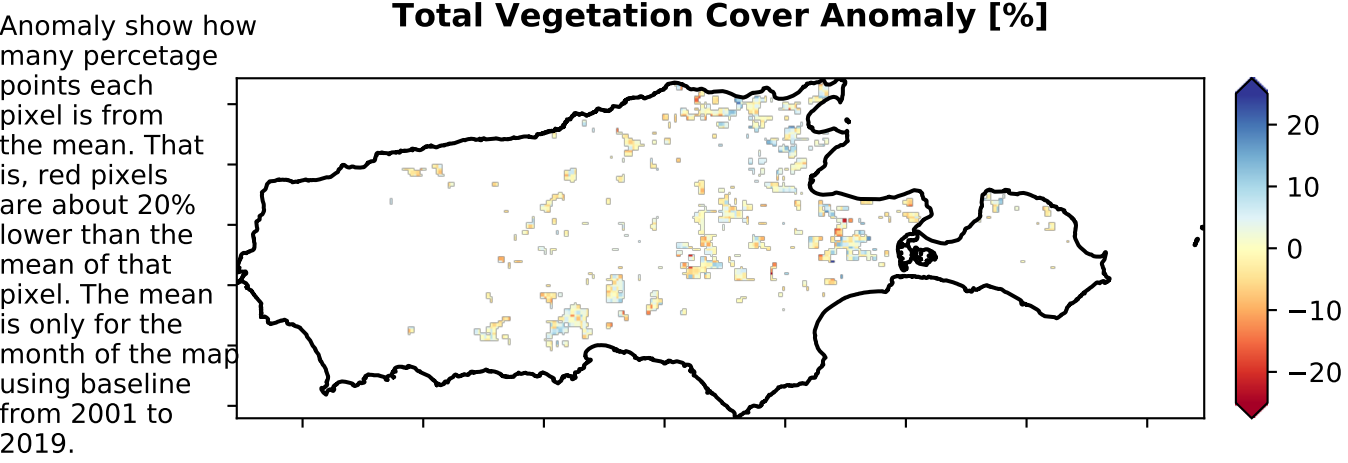 Total Vegetation Cover Anomaly [%]
Anomaly show how
many percetage
points each
pixel is from
the mean. That
is, red pixels
are about 20%
lower than the
mean of that
pixel. The mean
is only for the
month of the map
using baseline
from 2001 to
2019.
20
10
0
−10
−20